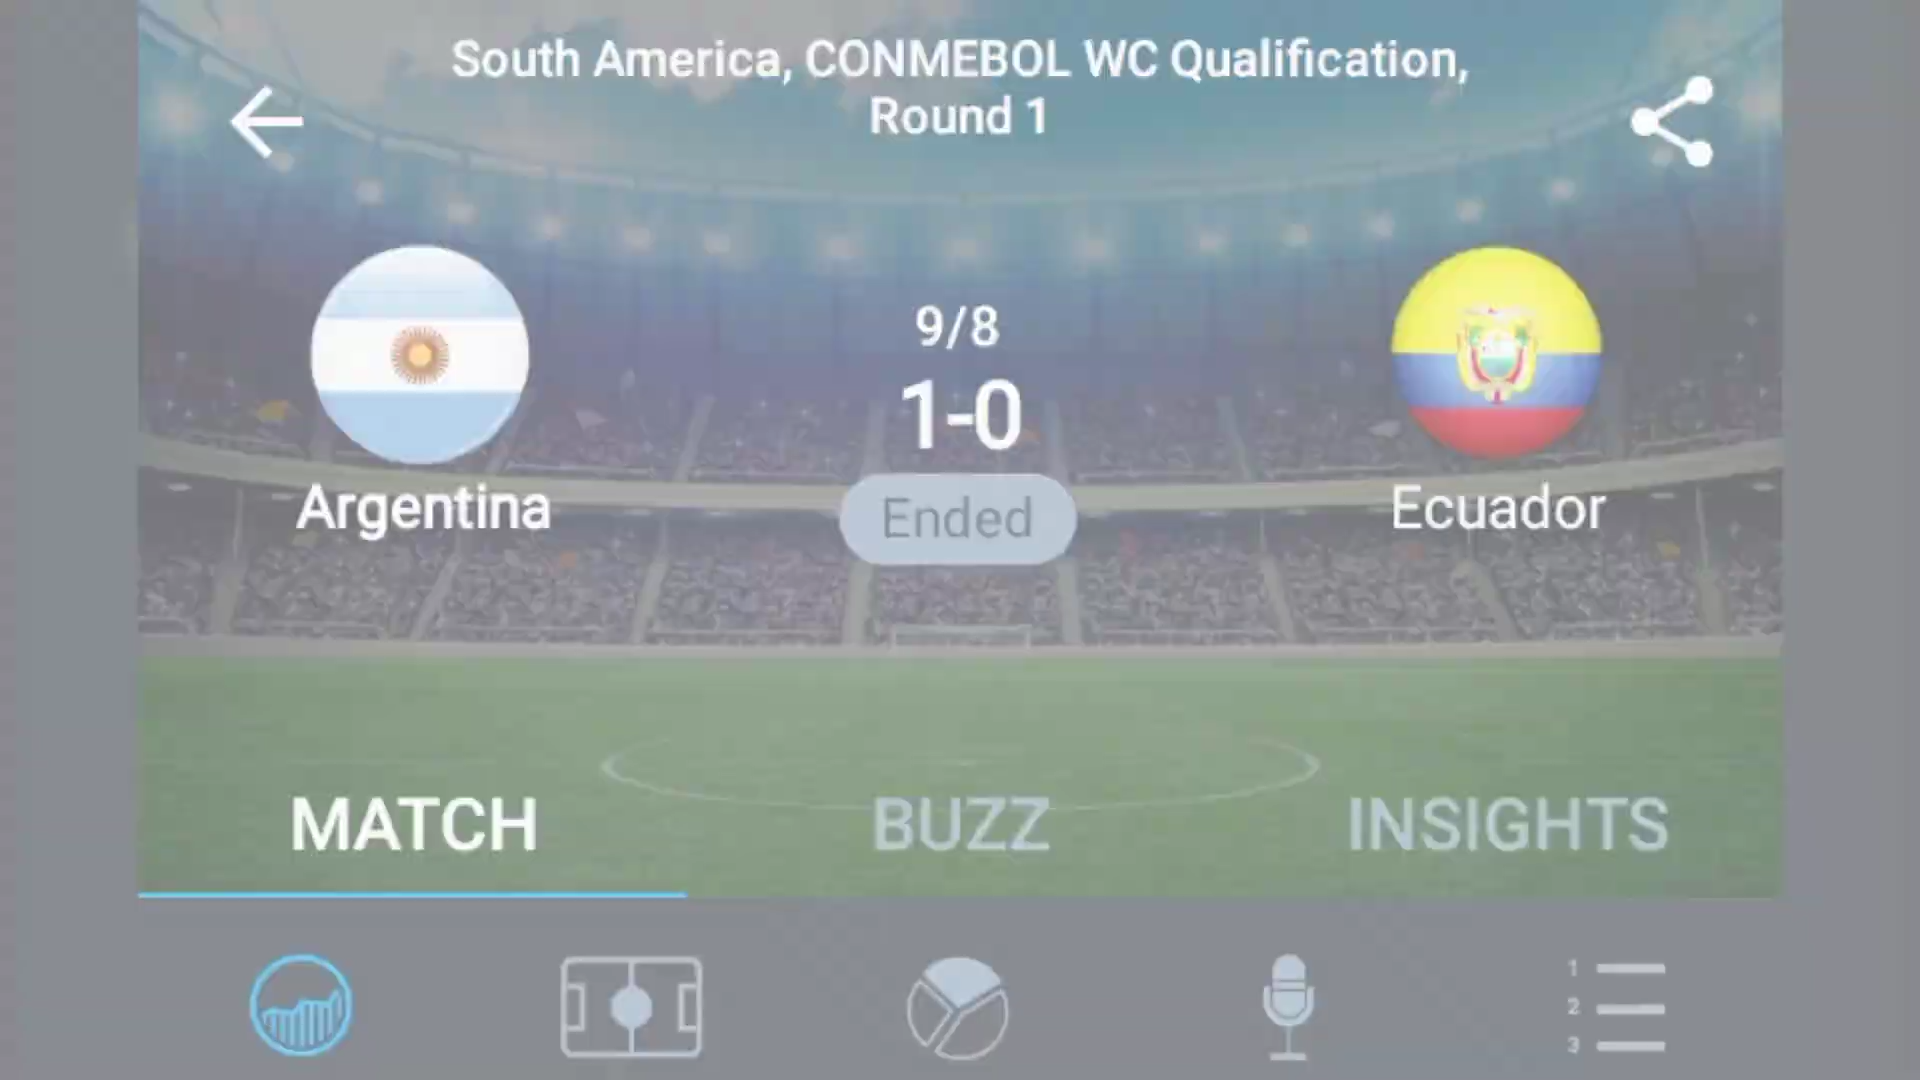 South America, CONMEBOL WC Qualification,
Round 1
9/8
1-0
Ended
Argentina
Ecuador
MATCH
BUZZ
INSIGHTS
1
2
3